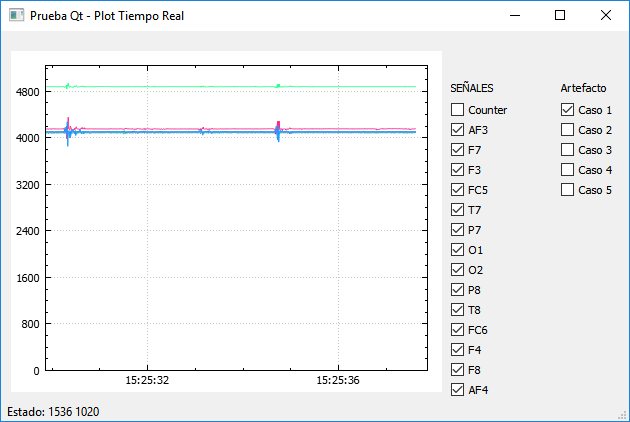 Prueba Qt - Plot Tiempo Real
4800
4000
3200
2400
1600
800
0
15:25:32
15:25:36
SEÑALES
Counter
AF3
F7
F3
FC5
T7
P7
O1
O2
P8
T8
FC6
F4
F8
AF4
Artefacto
Caso 1
Caso 2
Caso 3
Caso 4
Caso 5
Estado: 1536 1020